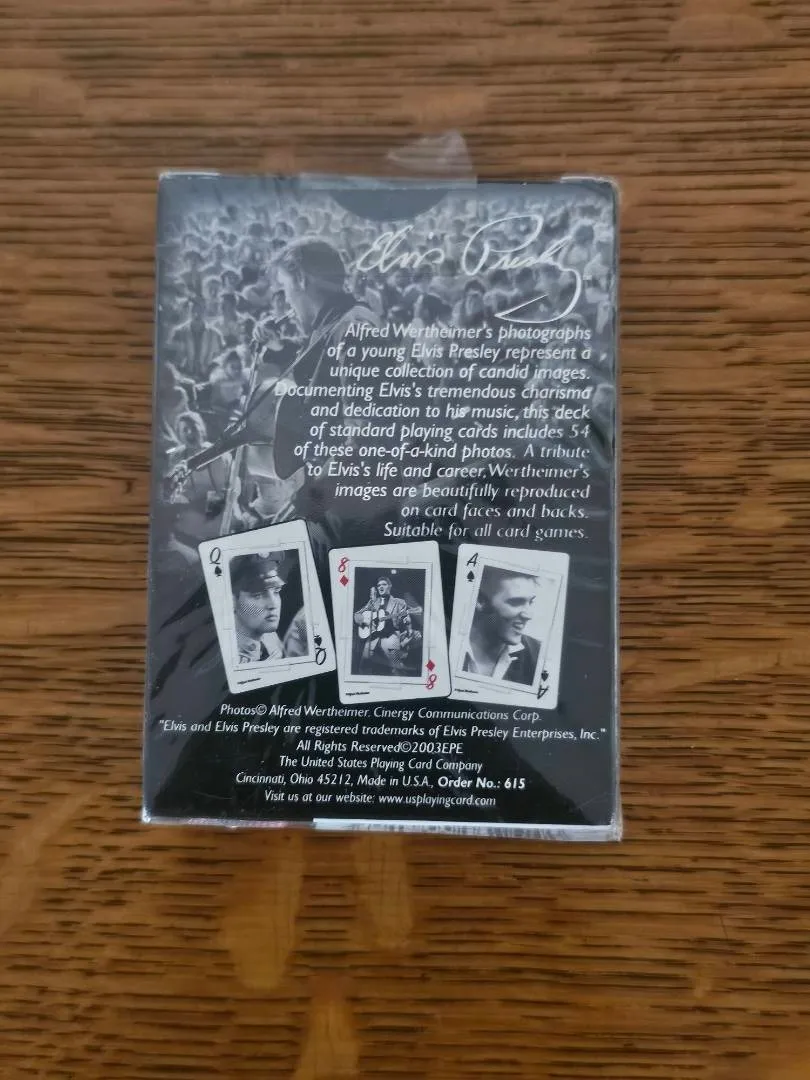 Elvis Presley™
Alfred Wertheimer's photographs
of a young Elvis Presley represent a
unique collection of candid images.
Documenting Elvis's tremendous charisma
and dedication to his music, this deck
of standard playing cards includes 54
of these one-of-a-kind photos. A tribute
to Elvis's life and career, Wertheimer's
images are beautifully reproduced
on card faces and backs.
Suitable for all card games.
Q
Q
8
8
A
A
Photos© Alfred Wertheimer. Cinergy Communications Corp.
"Elvis and Elvis Presley are registered trademarks of Elvis Presley Enterprises, Inc."
All Rights Reserved©2003EPE
The United States Playing Card Company
Cincinnati, Ohio 45212, Made in U.S.A., Order No.: 615
Visit us at our website: www.usplayingcard.com